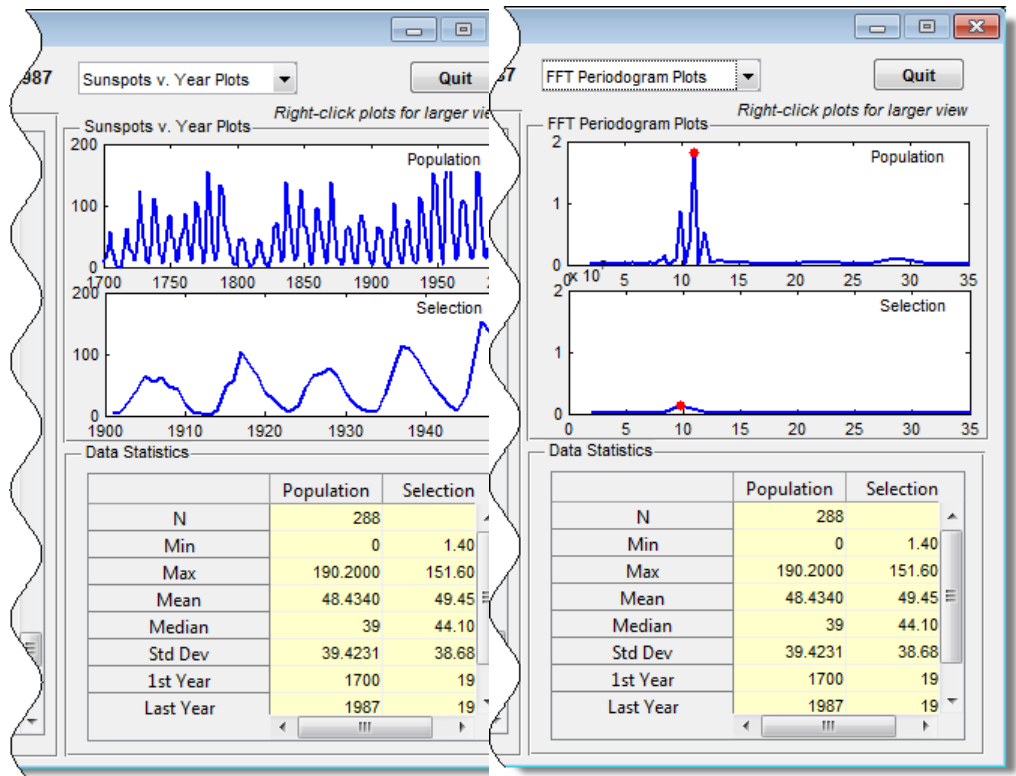 987 Sunspots v. Year Plots Quit
Right-click plots for larger vie
Sunspots v. Year Plots
200
Population
100
0
1700 1750 1800 1850 1900 1950 2
200
Selection
100
0
1900 1910 1920 1930 1940
Data Statistics
Population Selection
N 288
Min 0 1.40
Max 190.2000 151.60
Mean 48.4340 49.45
Median 39 44.10
Std Dev 39.4231 38.68
1st Year 1700 19
Last Year 1987 19
87 FFT Periodogram Plots Quit
Right-click plots for larger view
FFT Periodogram Plots
2
Population
1
0
0 5 10 15 20 25 30 35
x 10
2
Selection
1
0
0 5 10 15 20 25 30 35
Data Statistics
Population Selection
N 288
Min 0 1.40
Max 190.2000 151.60
Mean 48.4340 49.45
Median 39 44.10
Std Dev 39.4231 38.68
1st Year 1700 19
Last Year 1987 19